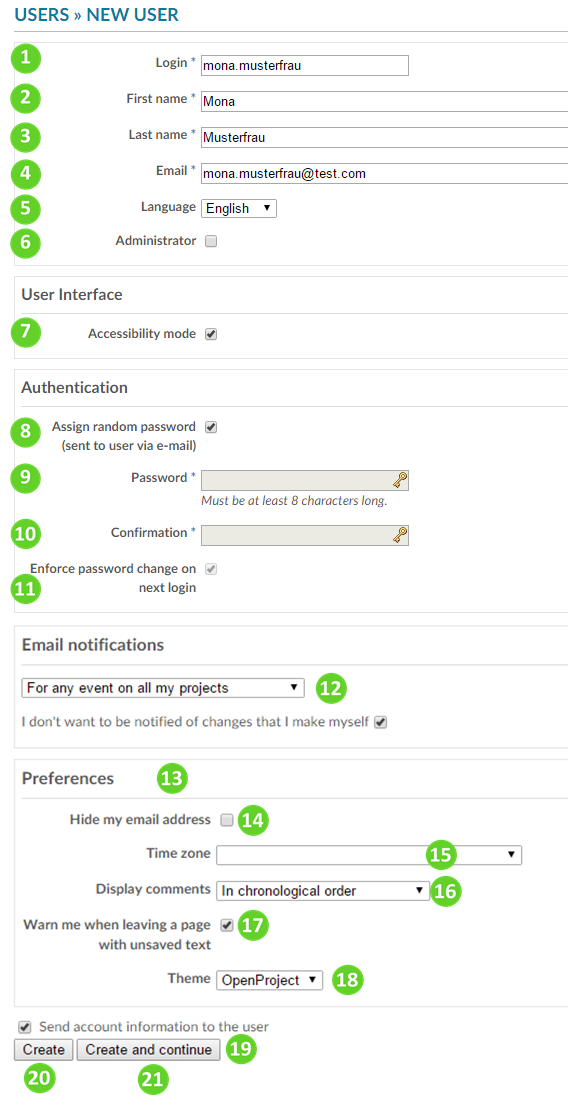 USERS » NEW USER
1 Login * mona.musterfrau
2 First name * Mona
3 Last name * Musterfrau
4 Email * mona.musterfrau@test.com
5 Language English
6 Administrator
User Interface
7 Accessibility mode
Authentication
8 Assign random password
(sent to user via e-mail)
9 Password *
Must be at least 8 characters long.
10 Confirmation *
Enforce password change on
11 next login
Email notifications
For any event on all my projects 12
I don't want to be notified of changes that I make myself
Preferences 13
Hide my email address 14
Time zone 15
Display comments In chronological order 16
Warn me when leaving a page 17
with unsaved text
Theme OpenProject 18
Send account information to the user
Create Create and continue 19
20 21